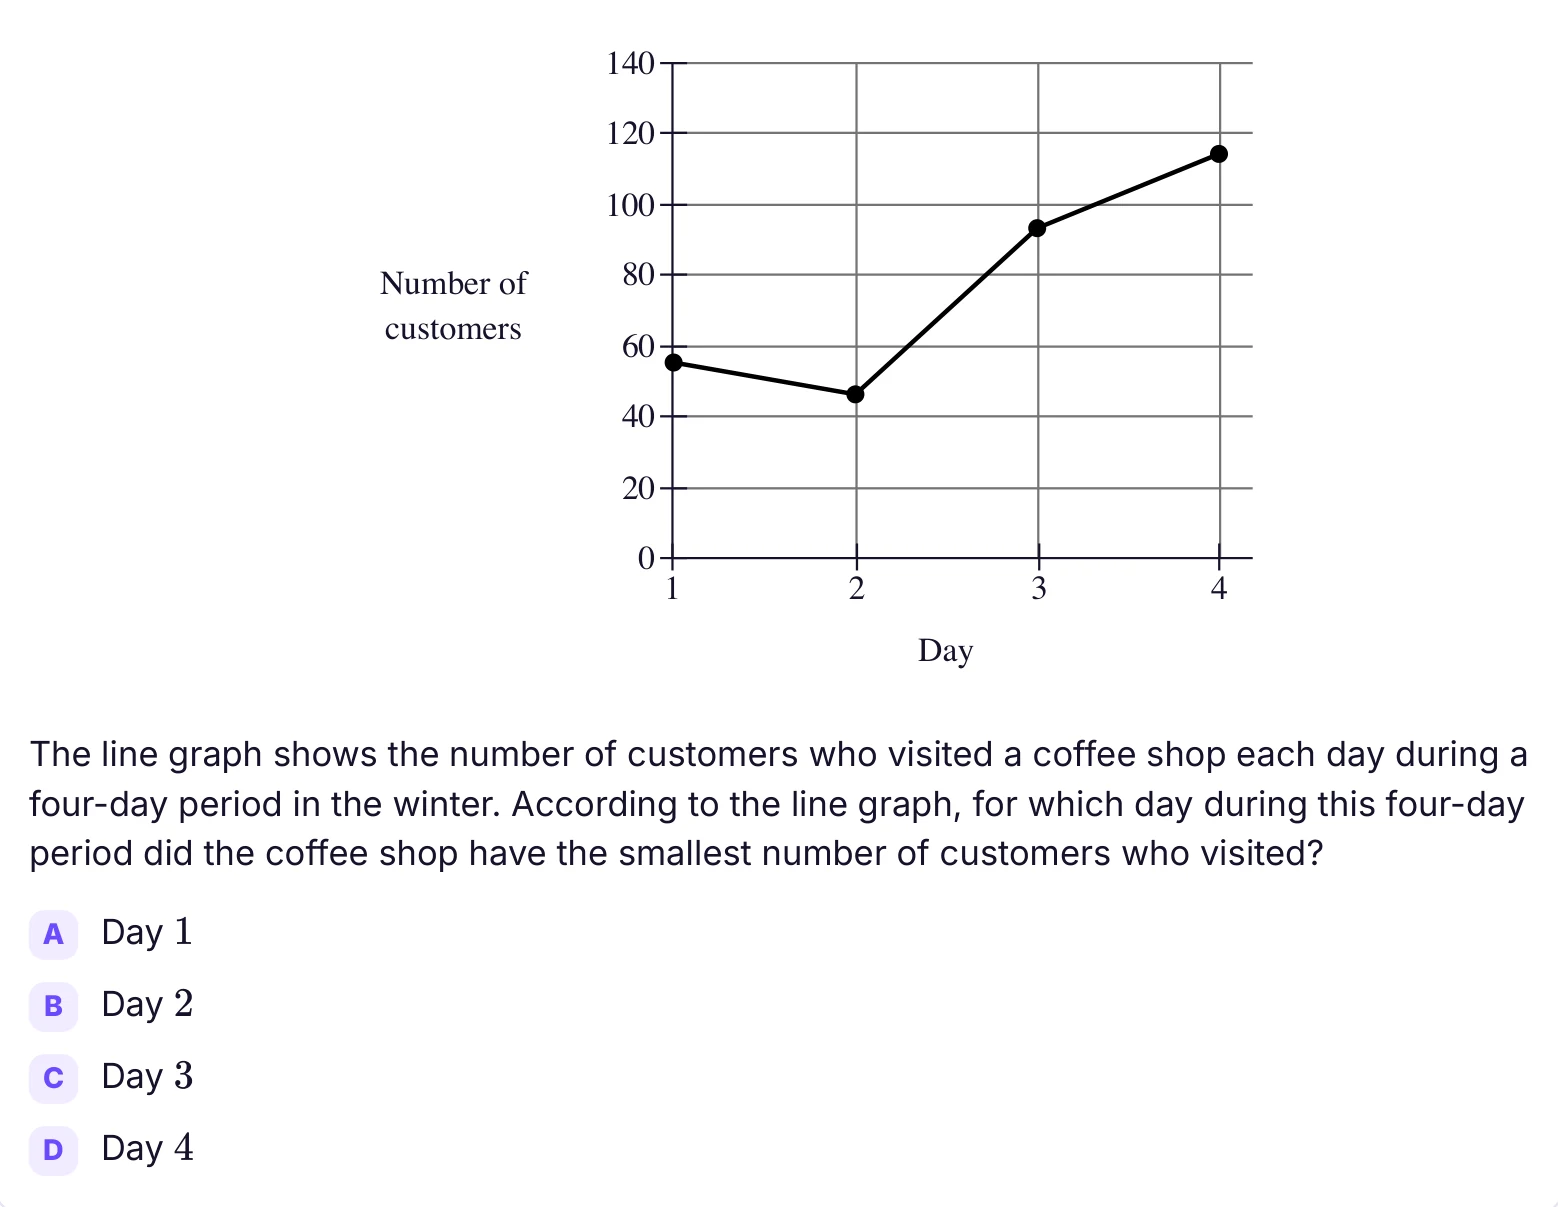 140
120
100
80
60
40
20
0
Number of
customers
1 2 3 4
Day
The line graph shows the number of customers who visited a coffee shop each day during a
four-day period in the winter. According to the line graph, for which day during this four-day
period did the coffee shop have the smallest number of customers who visited?
A Day 1
B Day 2
C Day 3
D Day 4